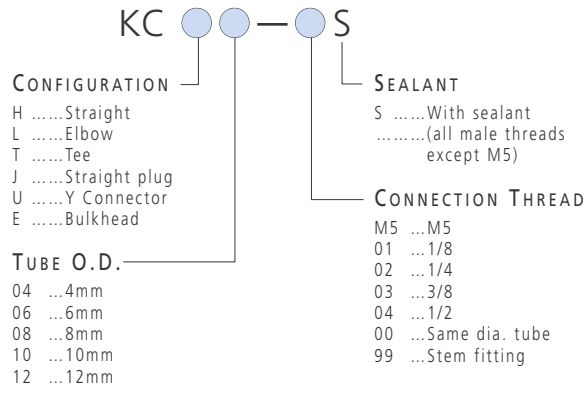 KC — S
CONFIGURATION
H ......Straight
L ......Elbow
T ......Tee
J ......Straight plug
U ......Y Connector
E ......Bulkhead
TUBE O.D.
04 ...4mm
06 ...6mm
08 ...8mm
10 ...10mm
12 ...12mm
SEALANT
S ......With sealant
.........(all male threads
except M5)
CONNECTION THREAD
M5 ...M5
01 ...1/8
02 ...1/4
03 ...3/8
04 ...1/2
00 ...Same dia. tube
99 ...Stem fitting